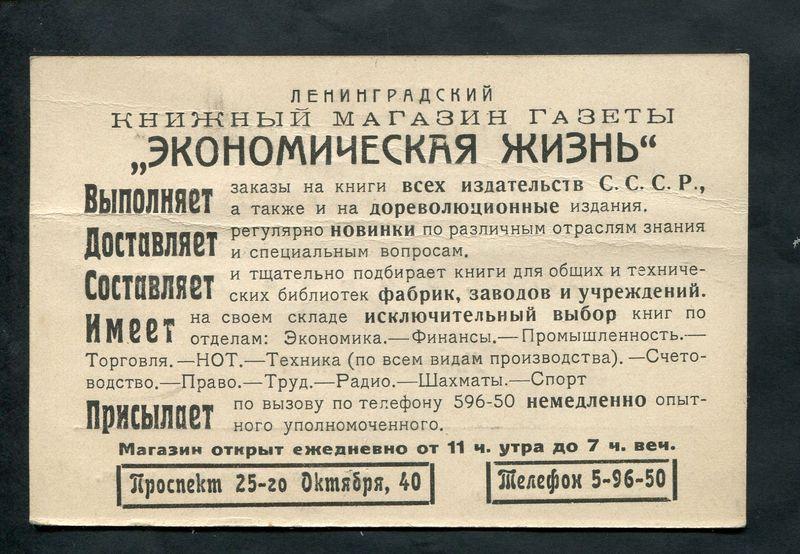 ЛЕНИНГРАДСКИЙ
КНИЖНЫЙ МАГАЗИН ГАЗЕТЫ
„ЭКОНОМИЧЕСКАЯ ЖИЗНЬ“
Выполняет заказы на книги всех издательств С. С. С. Р.,
а также и на дореволюционные издания.
Доставляет регулярно новинки по различным отраслям знания
и специальным вопросам.
Составляет и тщательно подбирает книги для общих и техниче-
ских библиотек фабрик, заводов и учреждений.
Имеет на своем складе исключительный выбор книг по
отделам: Экономика.—Финансы.—Промышленность.—
Торговля.—НОТ.—Техника (по всем видам производства).—Счето-
водство.—Право.—Труд.—Радио.—Шахматы.—Спорт
Присылает по вызову по телефону 596-50 немедленно опыт-
ного уполномоченного.
Магазин открыт ежедневно от 11 ч. утра до 7 ч. веч.
Проспект 25-го Октября, 40
Телефон 5-96-50